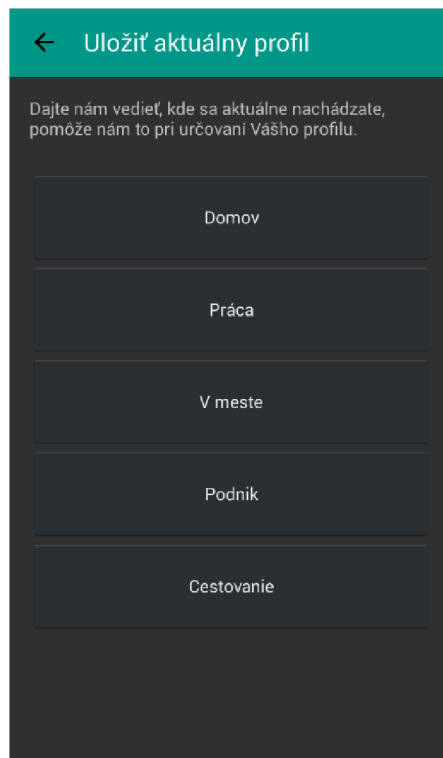 Uložiť aktuálny profil
Dajte nám vedieť, kde sa aktuálne nachádzate,
pomôže nám to pri určovaní Vášho profilu.
Domov
Práca
V meste
Podnik
Cestovanie